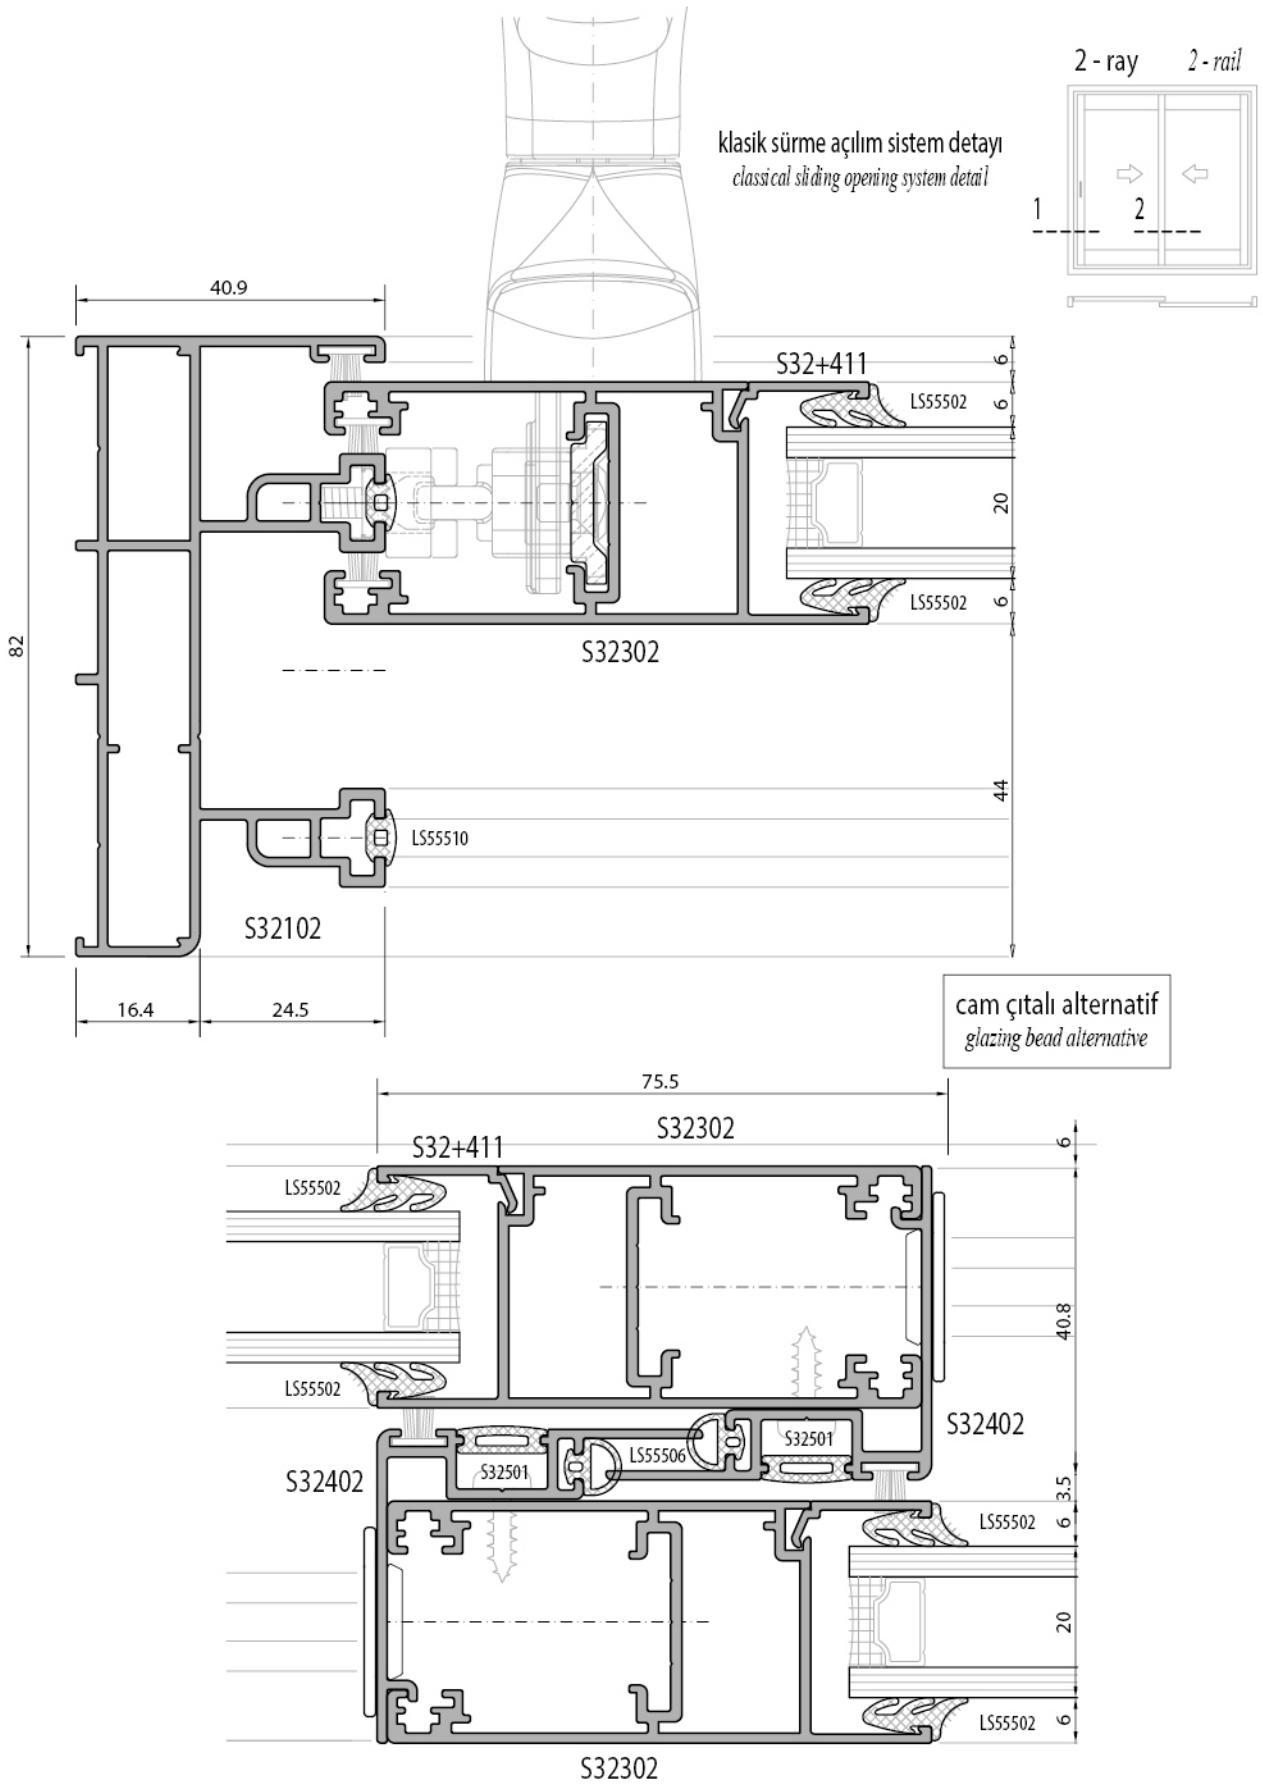 2 - ray 2 - rail
klasik sürme açılım sistem detayı
classical sliding opening system detail
1 2
40.9
S32+411
6
LS55502
6
20
LS55502
6
S32302
82
44
LS55510
S32102
16.4 24.5
cam çıtalı alternatif
glazing bead alternative
75.5
S32302
S32+411
6
LS55502
40.8
LS55502
S32402
S32501
LS55506
S32501
S32402
3.5
LS55502
6
20
LS55502
6
S32302